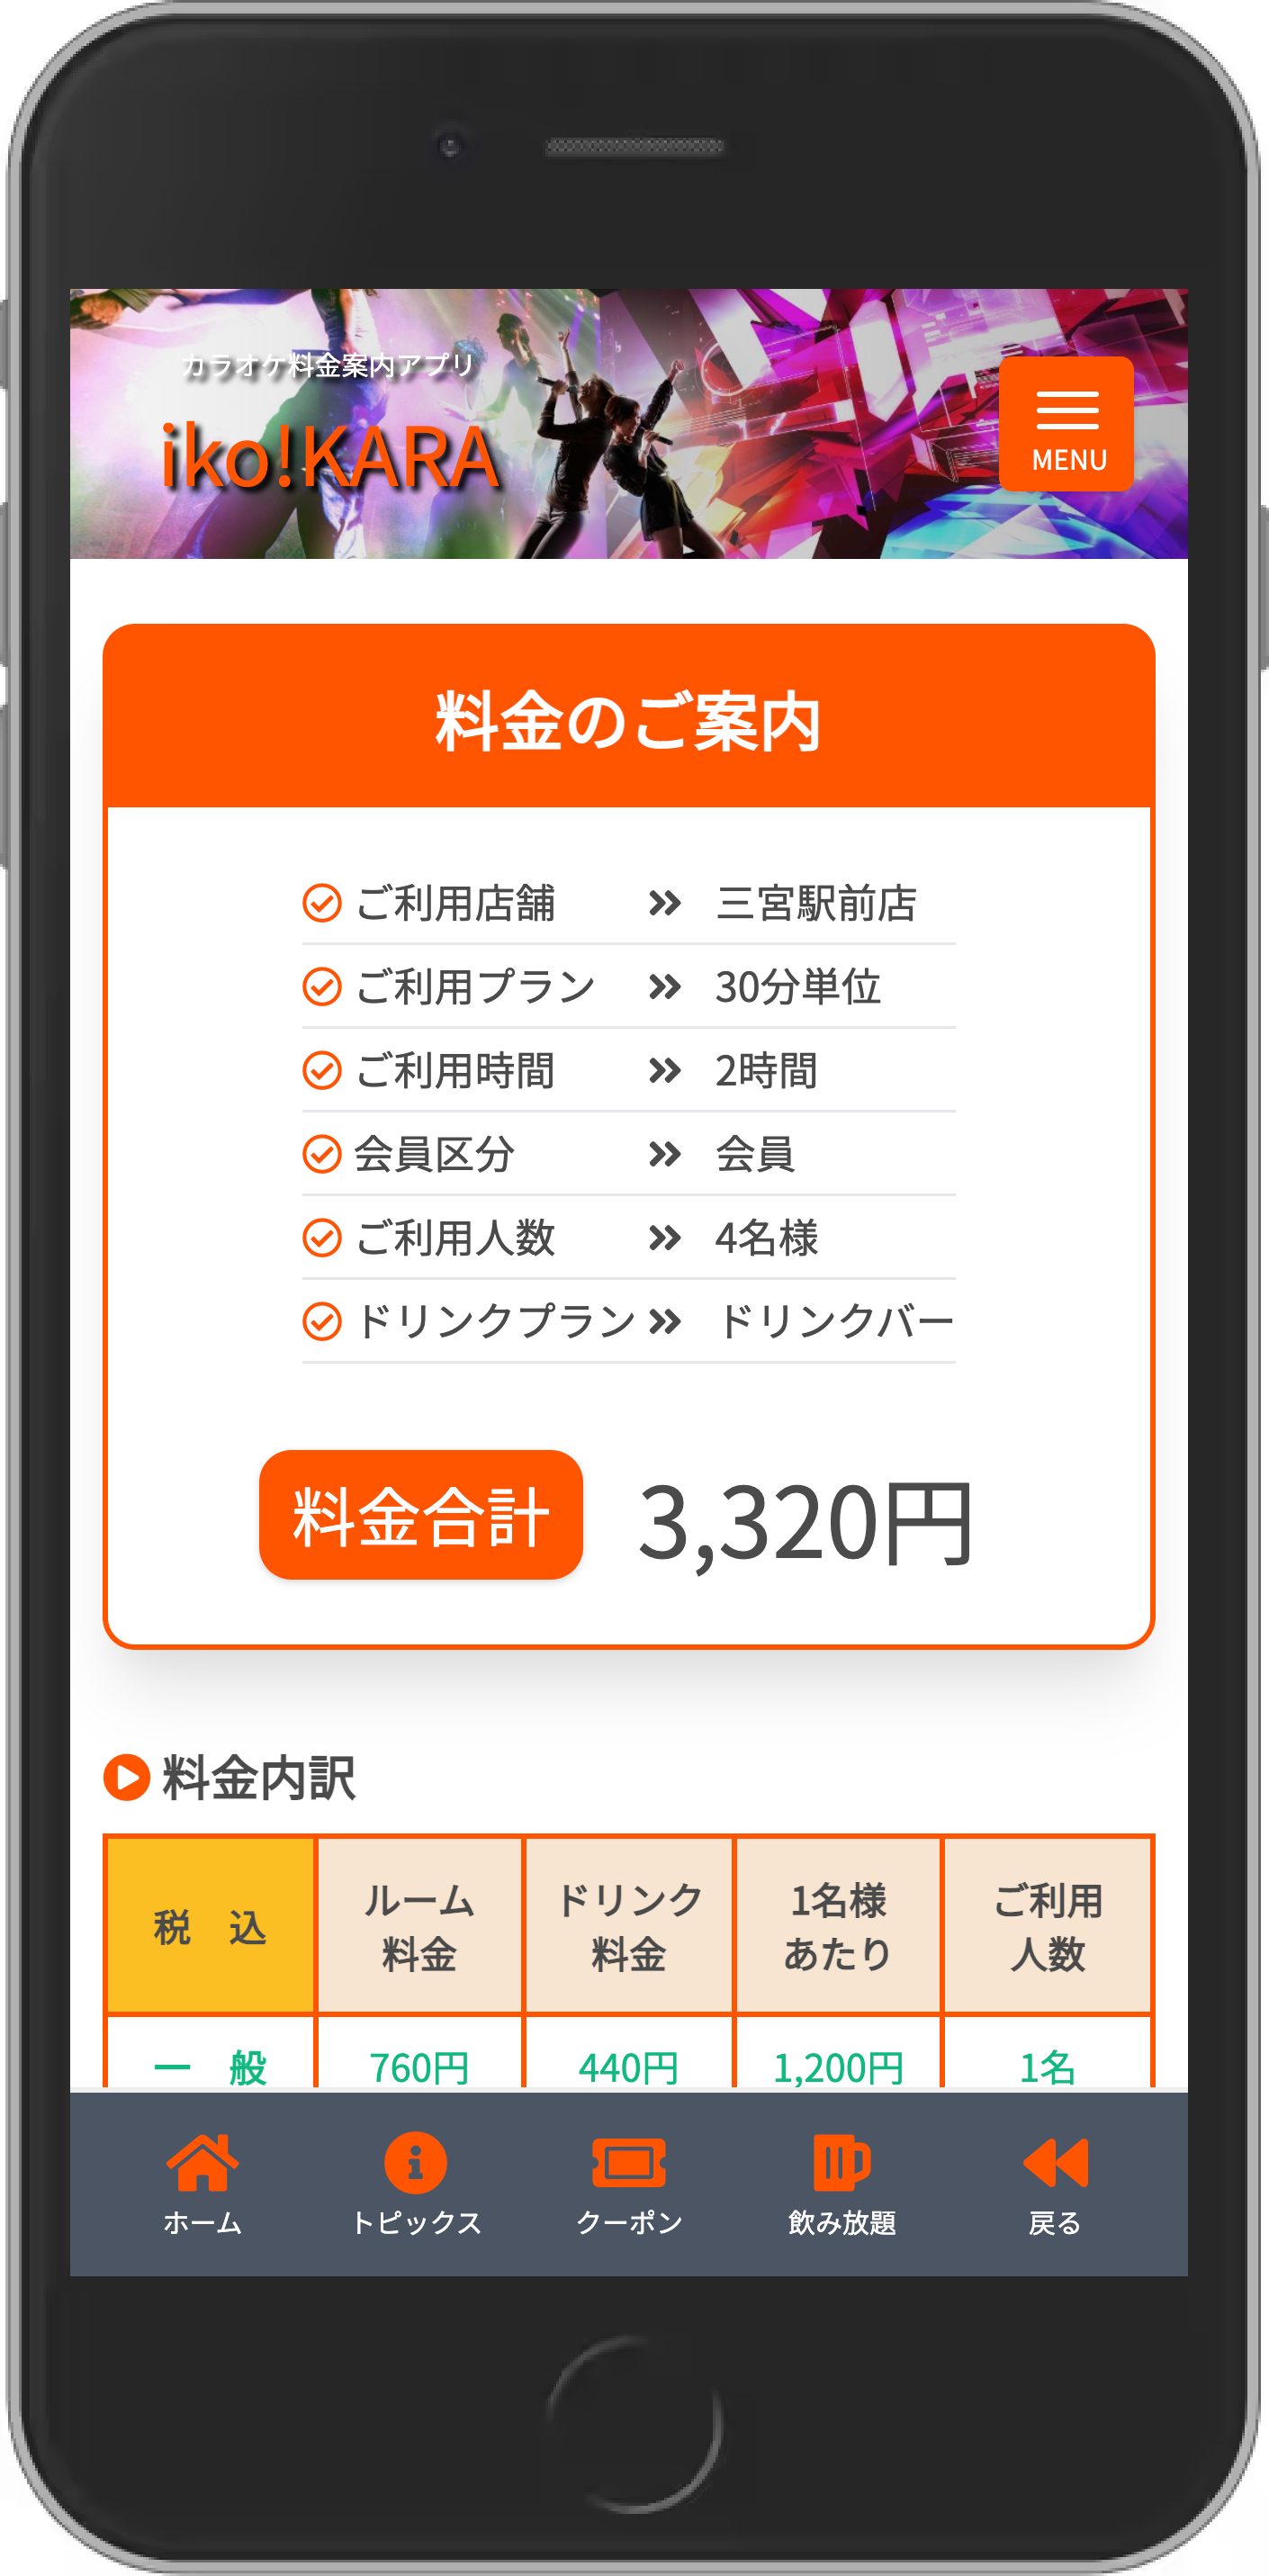 カラオケ料金案内アプリ
iko!KARA
MENU
料金のご案内
ご利用店舗 三宮駅前店
ご利用プラン 30分単位
ご利用時間 2時間
会員区分 会員
ご利用人数 4名様
ドリンクプラン ドリンクバー
料金合計 3,320円
料金内訳
税　込 ルーム料金 ドリンク料金 1名様あたり ご利用人数
一　般 760円 440円 1,200円 1名
ホーム トピックス クーポン 飲み放題 戻る